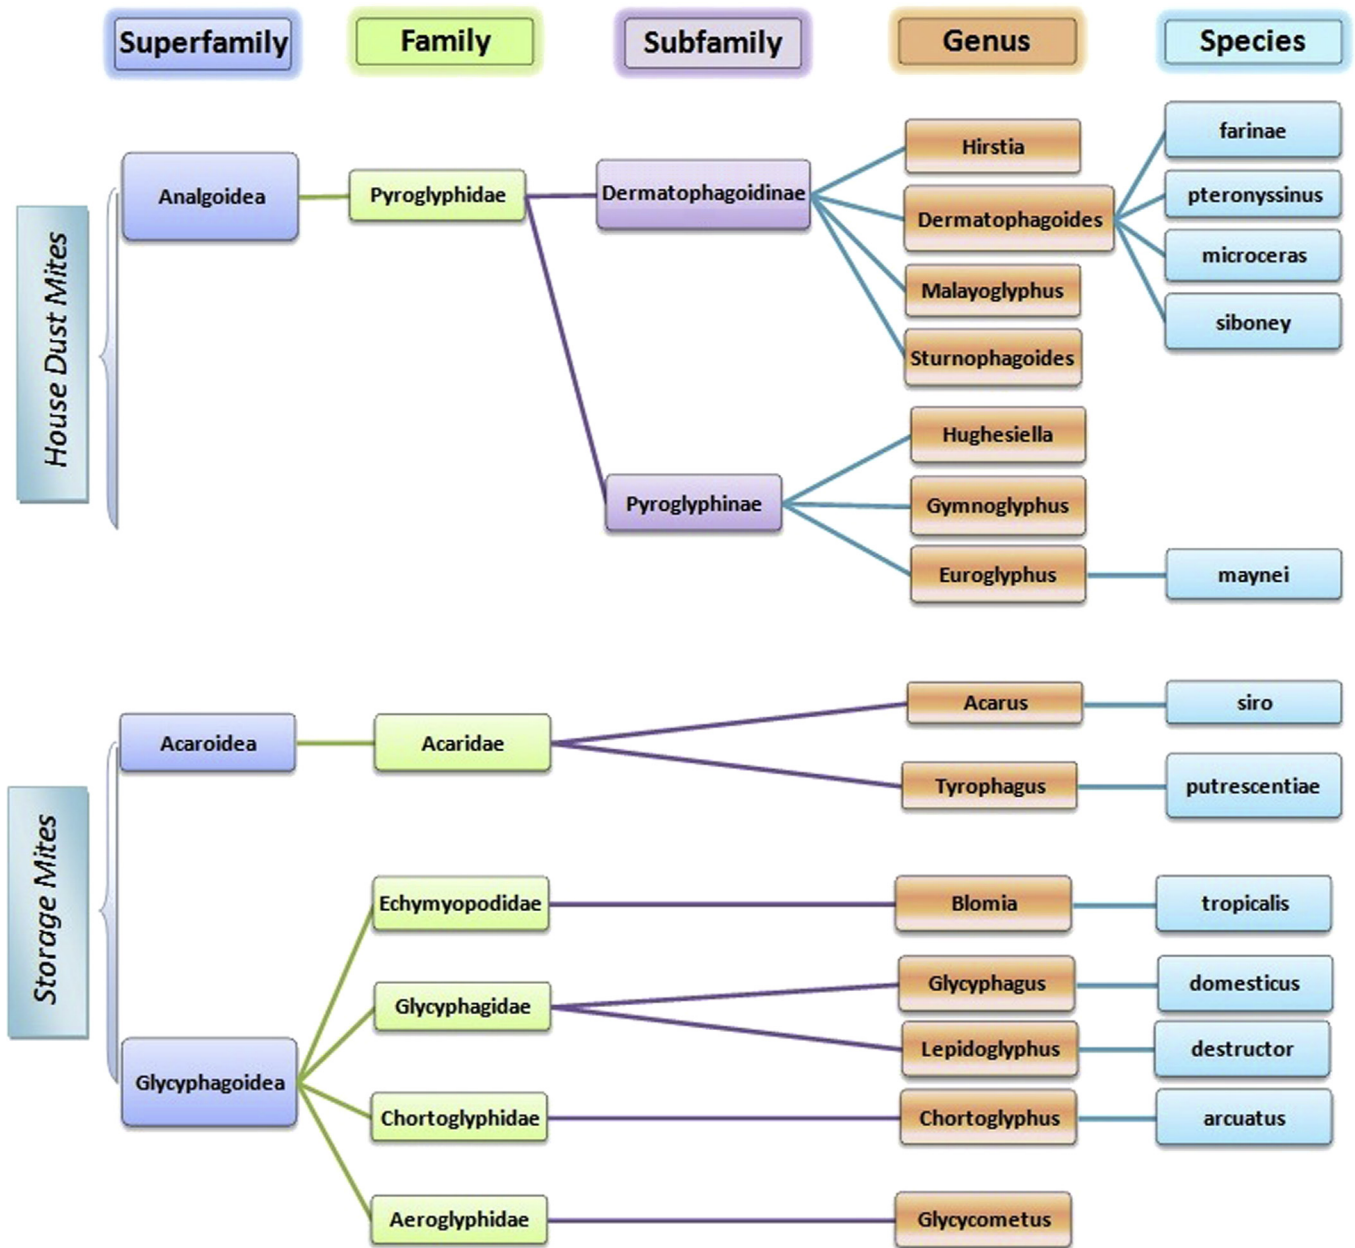 Superfamily
Family
Subfamily
Genus
Species
House Dust Mites
Analgoidea
Pyroglyphidae
Dermatophagoidinae
Hirstia
Dermatophagoides
farinae
pteronyssinus
microceras
siboney
Malayoglyphus
Sturnophagoides
Pyroglyphinae
Hughesiella
Gymnoglyphus
Euroglyphus
maynei
Storage Mites
Acaroidea
Acaridae
Acarus
siro
Tyrophagus
putrescentiae
Glycyphagoidea
Echymyopodidae
Blomia
tropicalis
Glycyphagidae
Glycyphagus
domesticus
Lepidoglyphus
destructor
Chortoglyphidae
Chortoglyphus
arcuatus
Aeroglyphidae
Glycycometus